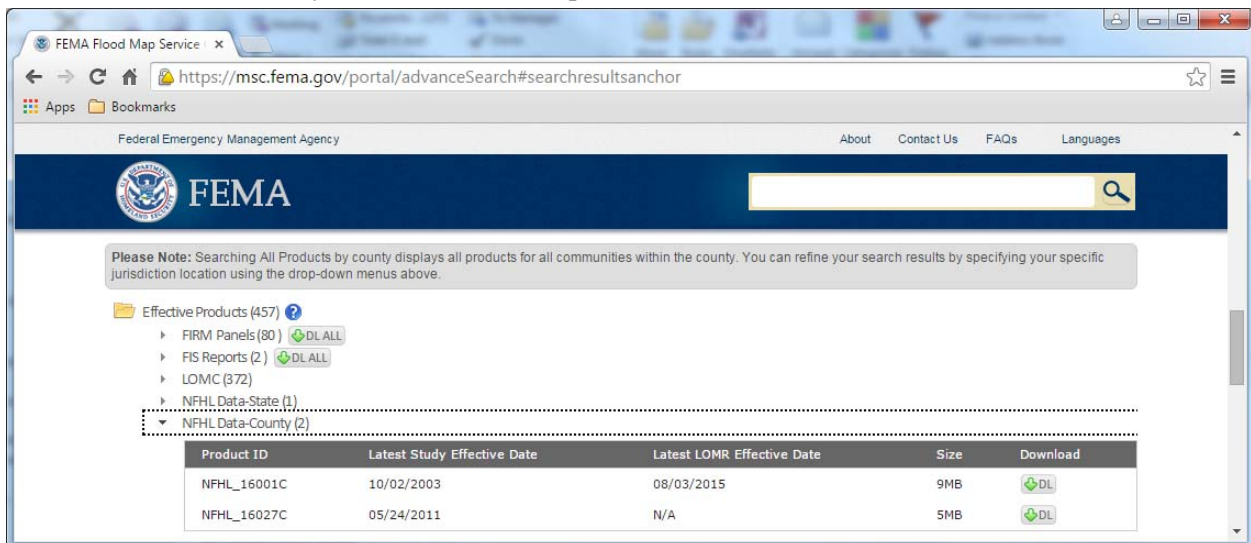 FEMA Flood Map Service
https://msc.fema.gov/portal/advanceSearch#searchresultsanchor
Apps Bookmarks
Federal Emergency Management Agency About Contact Us FAQs Languages
FEMA
Please Note: Searching All Products by county displays all products for all communities within the county. You can refine your search results by specifying your specific
jurisdiction location using the drop-down menus above.
Effective Products (457) ?
FIRM Panels (80 ) DL ALL
FIS Reports (2 ) DL ALL
LOMC (372)
NFHL Data-State (1)
NFHL Data-County (2)
Product ID Latest Study Effective Date Latest LOMR Effective Date Size Download
NFHL_16001C 10/02/2003 08/03/2015 9MB DL
NFHL_16027C 05/24/2011 N/A 5MB DL